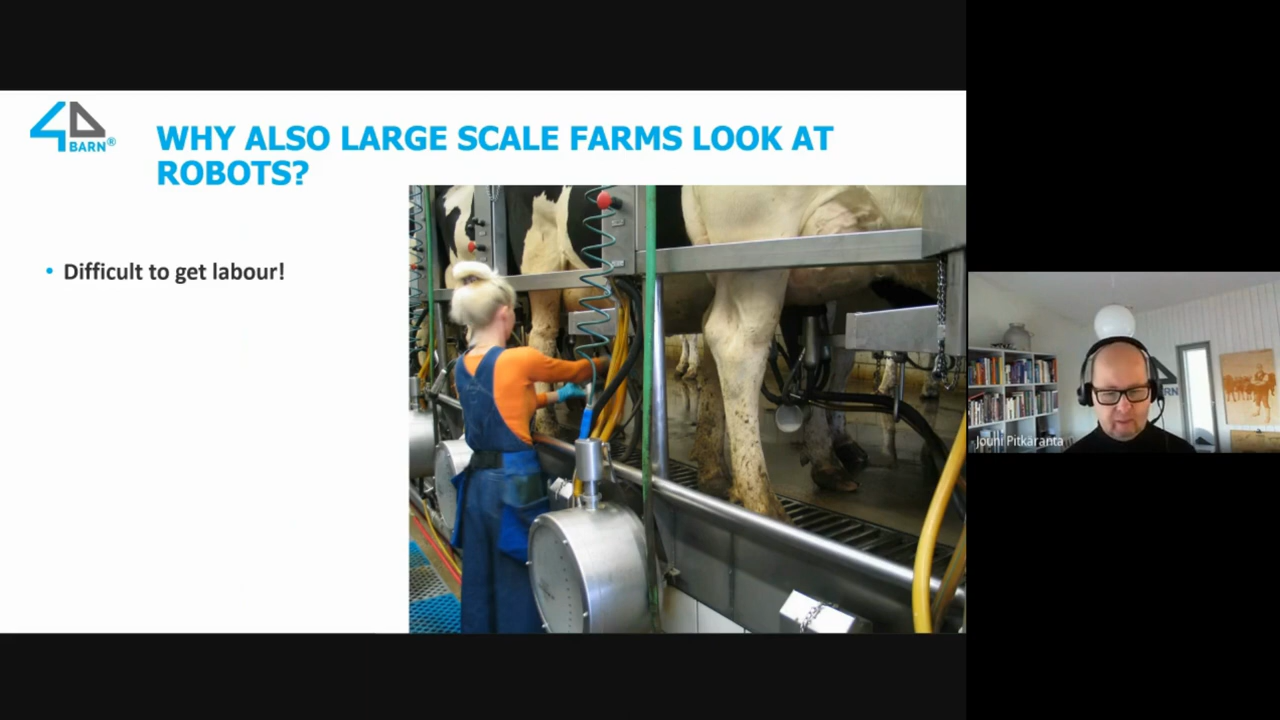 4D BARN®
WHY ALSO LARGE SCALE FARMS LOOK AT
ROBOTS?
• Difficult to get labour!
Jouni Pitkäranta